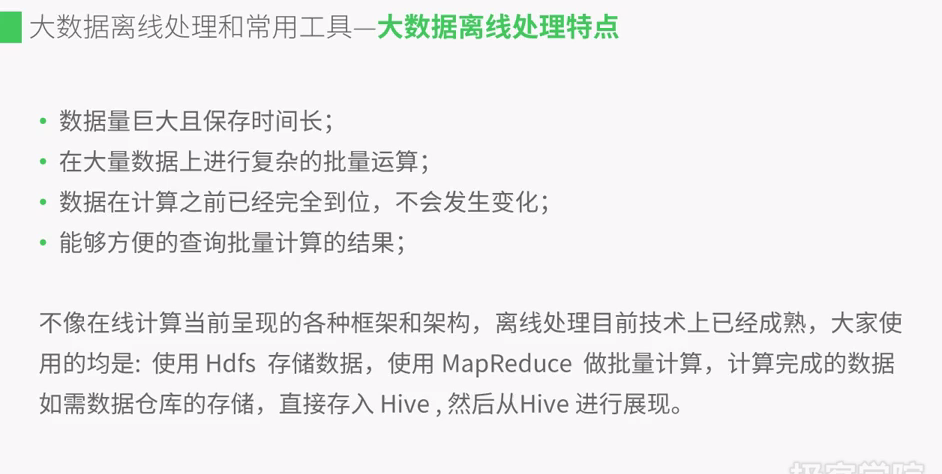 大数据离线处理和常用工具—大数据离线处理特点
• 数据量巨大且保存时间长；
• 在大量数据上进行复杂的批量运算；
• 数据在计算之前已经完全到位，不会发生变化；
• 能够方便的查询批量计算的结果；
不像在线计算当前呈现的各种框架和架构，离线处理目前技术上已经成熟，大家使
用的均是: 使用 Hdfs 存储数据，使用 MapReduce 做批量计算，计算完成的数据
如需数据仓库的存储，直接存入 Hive , 然后从Hive 进行展现。